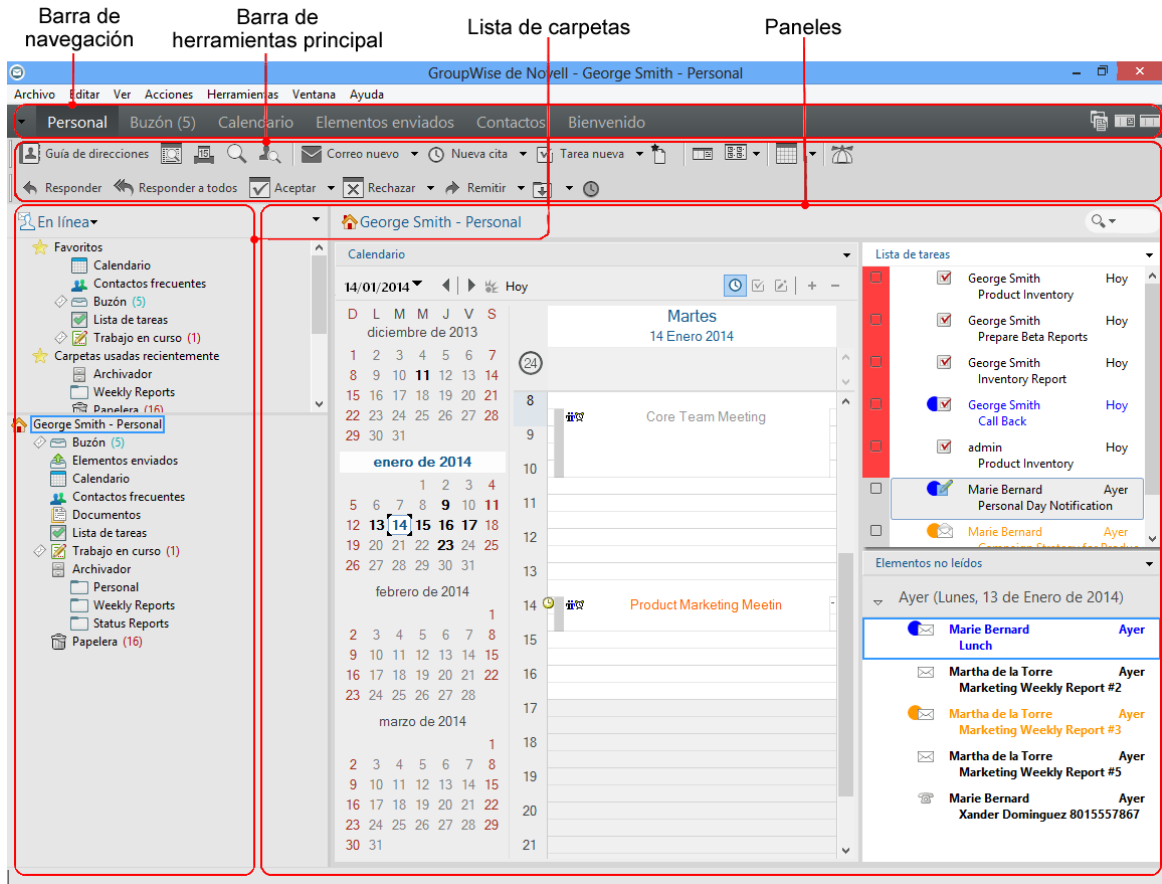 Barra de navegación
Barra de herramientas principal
Lista de carpetas
Paneles
GroupWise de Novell - George Smith - Personal
Archivo Editar Ver Acciones Herramientas Ventana Ayuda
Personal Buzón (5) Calendario Elementos enviados Contactos Bienvenido
Guía de direcciones 15 Correo nuevo Nueva cita Tarea nueva
Responder Responder a todos Aceptar Rechazar Remitir
En línea
Favoritos
Calendario
Contactos frecuentes
Buzón (5)
Lista de tareas
Trabajo en curso (1)
Carpetas usadas recientemente
Archivador
Weekly Reports
Papelera (16)
George Smith - Personal
Buzón (5)
Elementos enviados
Calendario
Contactos frecuentes
Documentos
Lista de tareas
Trabajo en curso (1)
Archivador
Personal
Weekly Reports
Status Reports
Papelera (16)
George Smith - Personal
Calendario
14/01/2014 Hoy
D L M M J V S
diciembre de 2013
1 2 3 4 5 6 7
8 9 10 11 12 13 14
15 16 17 18 19 20 21
22 23 24 25 26 27 28
29 30 31
enero de 2014
1 2 3 4
5 6 7 8 9 10 11
12 13 14 15 16 17 18
19 20 21 22 23 24 25
26 27 28 29 30 31
febrero de 2014
1
2 3 4 5 6 7 8
9 10 11 12 13 14 15
16 17 18 19 20 21 22
23 24 25 26 27 28
marzo de 2014
1
2 3 4 5 6 7 8
9 10 11 12 13 14 15
16 17 18 19 20 21 22
23 24 25 26 27 28 29
30 31
Martes
14 Enero 2014
24
8
Core Team Meeting
9
10
11
12
13
14 Product Marketing Meetin
15
16
17
18
19
20
21
Lista de tareas
George Smith Hoy
Product Inventory
George Smith Hoy
Prepare Beta Reports
George Smith Hoy
Inventory Report
George Smith Hoy
Call Back
admin Hoy
Product Inventory
Marie Bernard Ayer
Personal Day Notification
Marie Bernard Ayer
Campaign Strategy for Produc
Elementos no leídos
Ayer (Lunes, 13 de Enero de 2014)
Marie Bernard Ayer
Lunch
Martha de la Torre Ayer
Marketing Weekly Report #2
Martha de la Torre Ayer
Marketing Weekly Report #3
Martha de la Torre Ayer
Marketing Weekly Report #5
Marie Bernard Ayer
Xander Dominguez 8015557867